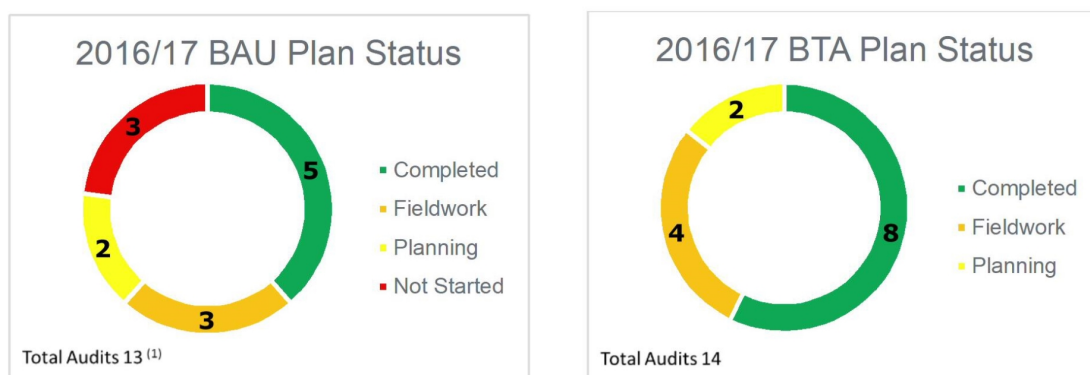 2016/17 BAU Plan Status
3
5
2
3
Completed
Fieldwork
Planning
Not Started
Total Audits 13 (1)
2016/17 BTA Plan Status
2
4
8
Completed
Fieldwork
Planning
Total Audits 14